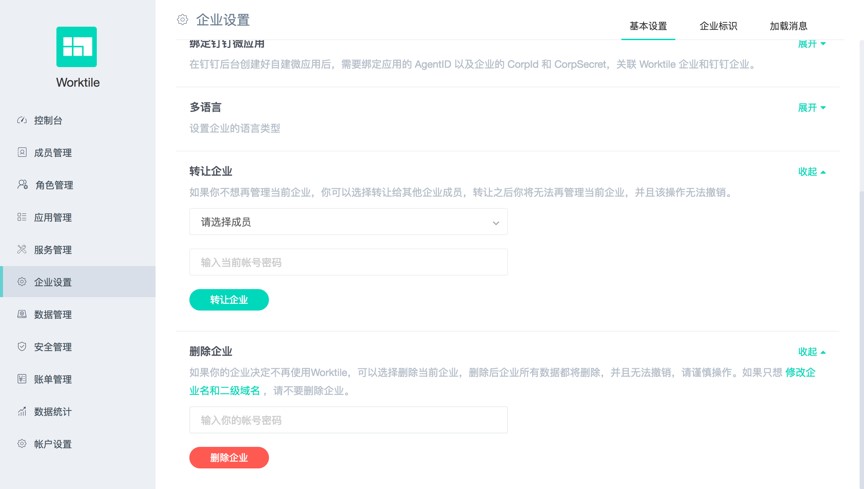 Worktile
控制台
成员管理
角色管理
应用管理
服务管理
企业设置
数据管理
安全管理
账单管理
数据统计
帐户设置
企业设置
基本设置
企业标识
加载消息
绑定钉钉微应用
展开
在钉钉后台创建好自建微应用后，需要绑定应用的 AgentID 以及企业的 CorpId 和 CorpSecret，关联 Worktile 企业和钉钉企业。
多语言
展开
设置企业的语言类型
转让企业
收起
如果你不想再管理当前企业，你可以选择转让给其他企业成员，转让之后你将无法再管理当前企业，并且该操作无法撤销。
请选择成员
输入当前帐号密码
转让企业
删除企业
收起
如果你的企业决定不再使用Worktile，可以选择删除当前企业，删除后企业所有数据都将删除，并且无法撤销，请谨慎操作。如果只想 修改企
业名和二级域名 ，请不要删除企业。
输入你的帐号密码
删除企业